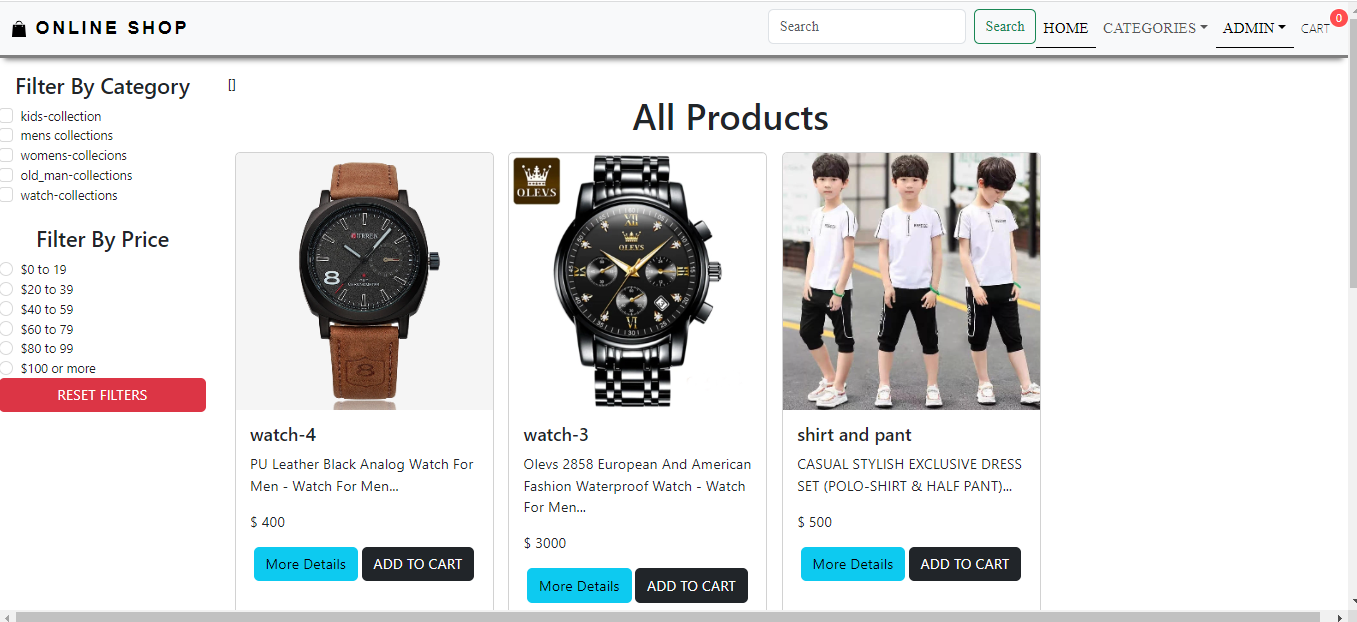 ONLINE SHOP
Search
Search
HOME
CATEGORIES
ADMIN
CART
0
Filter By Category
kids-collection
mens collections
womens-collecions
old_man-collections
watch-collections
Filter By Price
$0 to 19
$20 to 39
$40 to 59
$60 to 79
$80 to 99
$100 or more
RESET FILTERS
[]
All Products
CURREN
8
8
watch-4
PU Leather Black Analog Watch For
Men - Watch For Men...
$ 400
More Details
ADD TO CART
OLEVS
XII
OLEVS
VI
watch-3
Olevs 2858 European And American
Fashion Waterproof Watch - Watch
For Men...
$ 3000
More Details
ADD TO CART
shirt and pant
CASUAL STYLISH EXCLUSIVE DRESS
SET (POLO-SHIRT & HALF PANT)...
$ 500
More Details
ADD TO CART